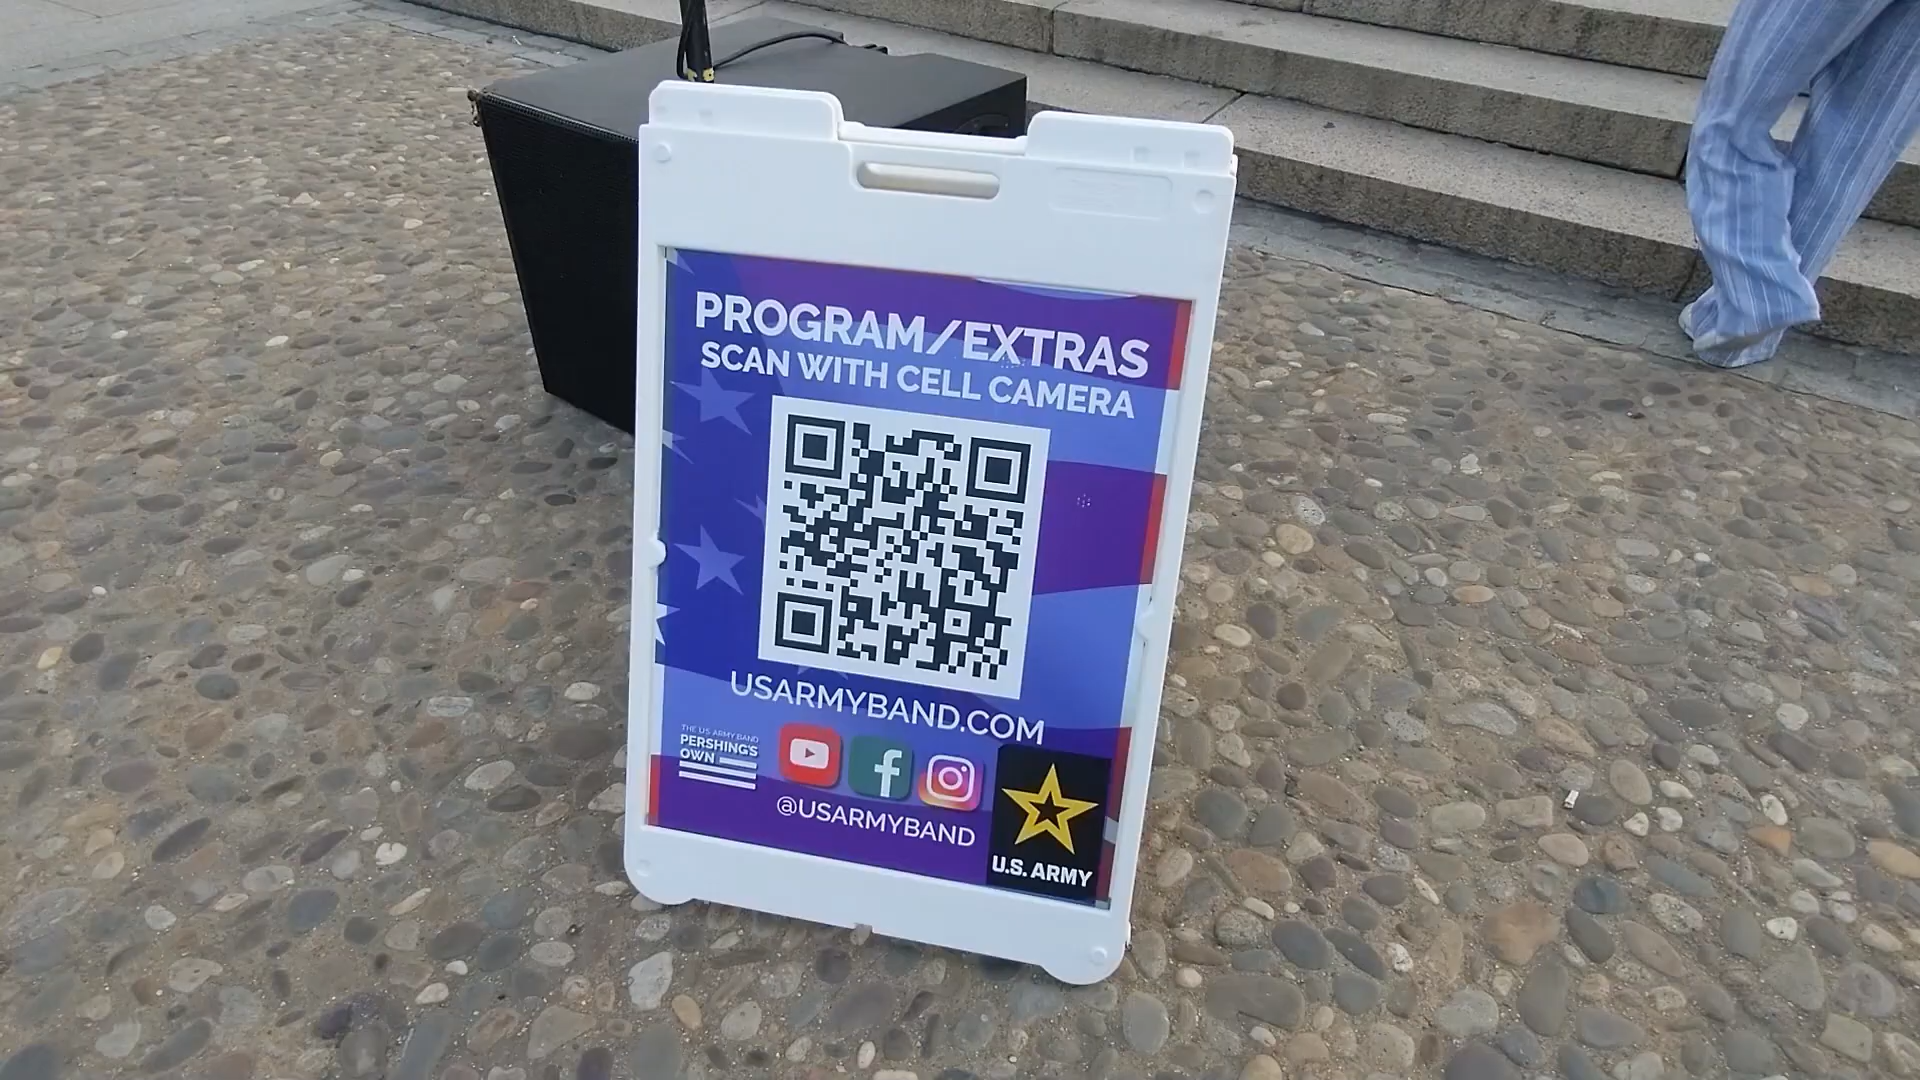 PROGRAM/EXTRAS
SCAN WITH CELL CAMERA
USARMYBAND.COM
THE US ARMY BAND
PERSHING'S
OWN
@USARMYBAND
U.S. ARMY